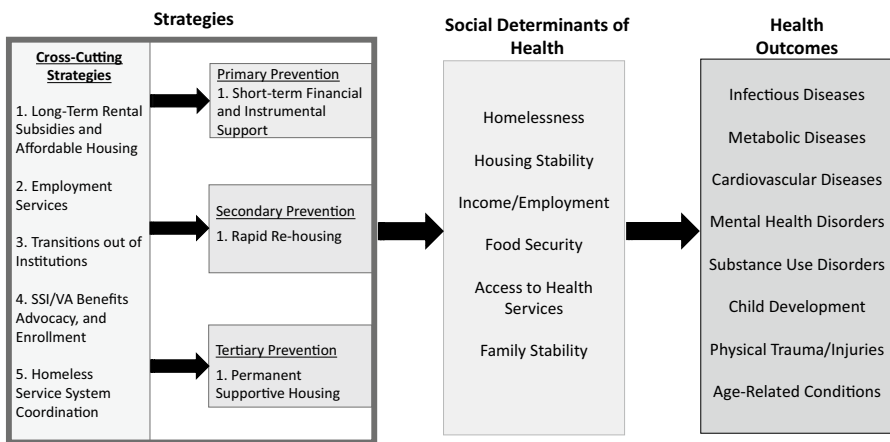 Strategies
Cross-Cutting
Strategies
1. Long-Term Rental
Subsidies and
Affordable Housing
2. Employment
Services
3. Transitions out of
Institutions
4. SSI/VA Benefits
Advocacy, and
Enrollment
5. Homeless
Service System
Coordination
Primary Prevention
1. Short-term Financial
and Instrumental
Support
Secondary Prevention
1. Rapid Re-housing
Tertiary Prevention
1. Permanent
Supportive Housing
Social Determinants of
Health
Homelessness
Housing Stability
Income/Employment
Food Security
Access to Health
Services
Family Stability
Health
Outcomes
Infectious Diseases
Metabolic Diseases
Cardiovascular Diseases
Mental Health Disorders
Substance Use Disorders
Child Development
Physical Trauma/Injuries
Age-Related Conditions